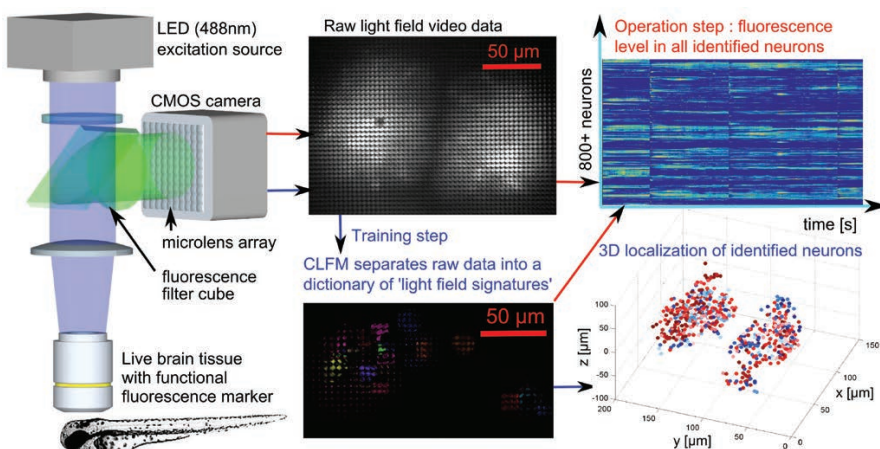 LED (488nm)
excitation source
CMOS camera
microlens array
fluorescence
filter cube
Live brain tissue
with functional
fluorescence marker
Raw light field video data
50 µm
Training step
CLFM separates raw data into a
dictionary of 'light field signatures'
50 µm
Operation step : fluorescence
level in all identified neurons
800+ neurons
time [s]
3D localization of identified neurons
z [µm]
100
50
0
-50
-100
200
150
100
50
0
y [µm]
0
50
100
150
x [µm]